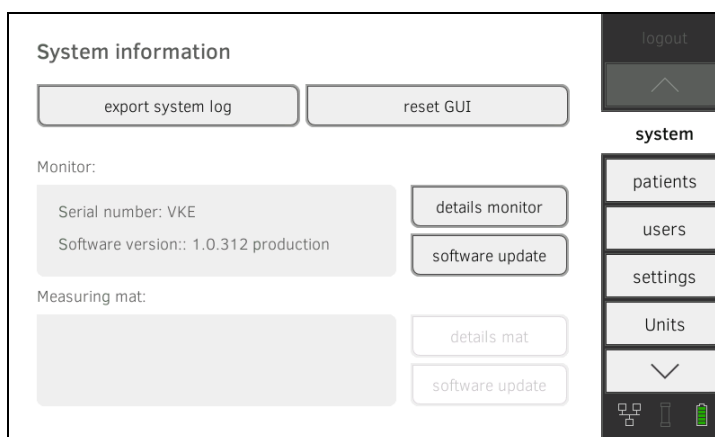 System information
export system log
reset GUI
Monitor:
Serial number: VKE
Software version:: 1.0.312 production
details monitor
software update
Measuring mat:
details mat
software update
logout
system
patients
users
settings
Units